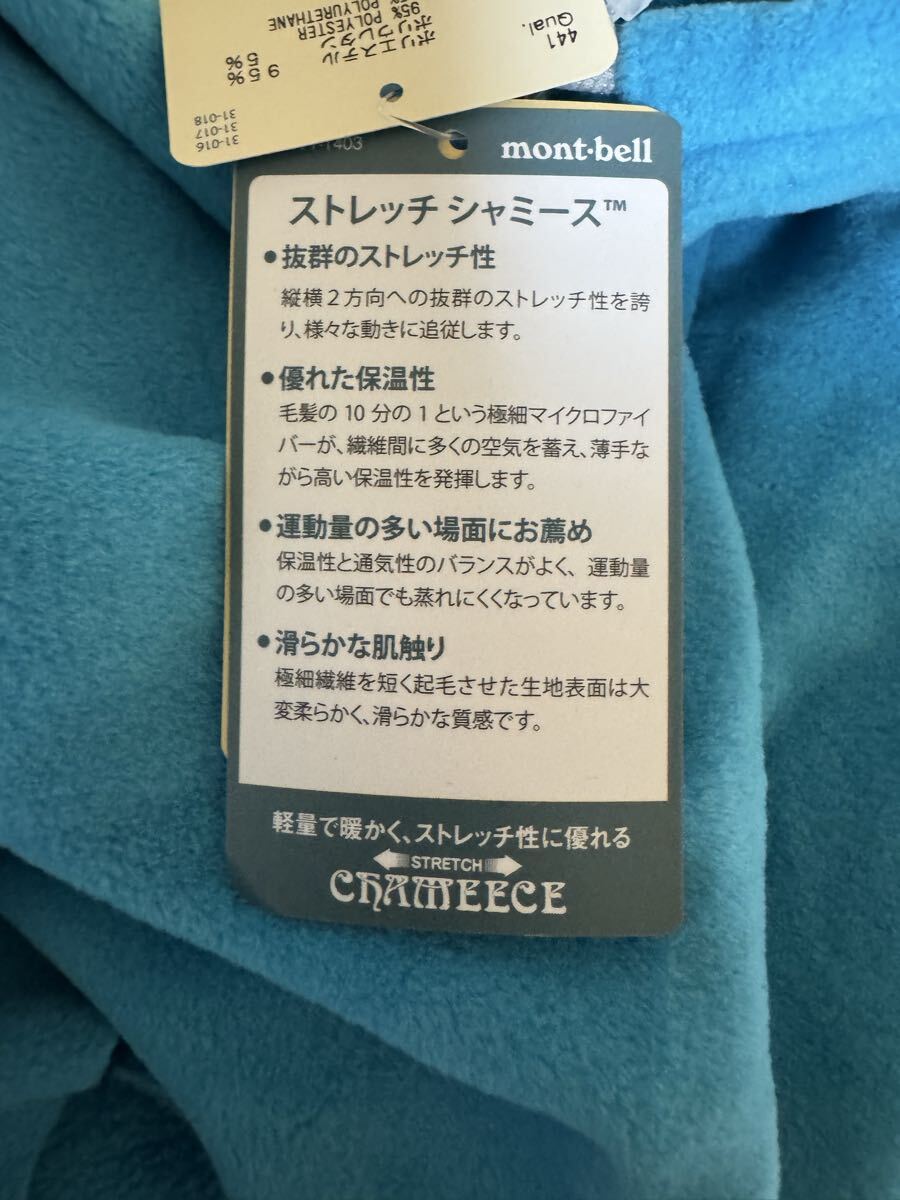 441
Qual.
ポリエステル 95%
ポリウレタン 5%
95% POLYESTER
POLYURETHANE
31-016
31-017
31-018
1403
mont·bell
ストレッチ シャミース™
•抜群のストレッチ性
縦横2方向への抜群のストレッチ性を誇
り、様々な動きに追従します。
•優れた保温性
毛髪の10分の1という極細マイクロファイ
バーが、繊維間に多くの空気を蓄え、薄手な
がら高い保温性を発揮します。
•運動量の多い場面にお薦め
保温性と通気性のバランスがよく、運動量
の多い場面でも蒸れにくくなっています。
•滑らかな肌触り
極細繊維を短く起毛させた生地表面は大
変柔らかく、滑らかな質感です。
軽量で暖かく、ストレッチ性に優れる
STRETCH
CHAMEECE